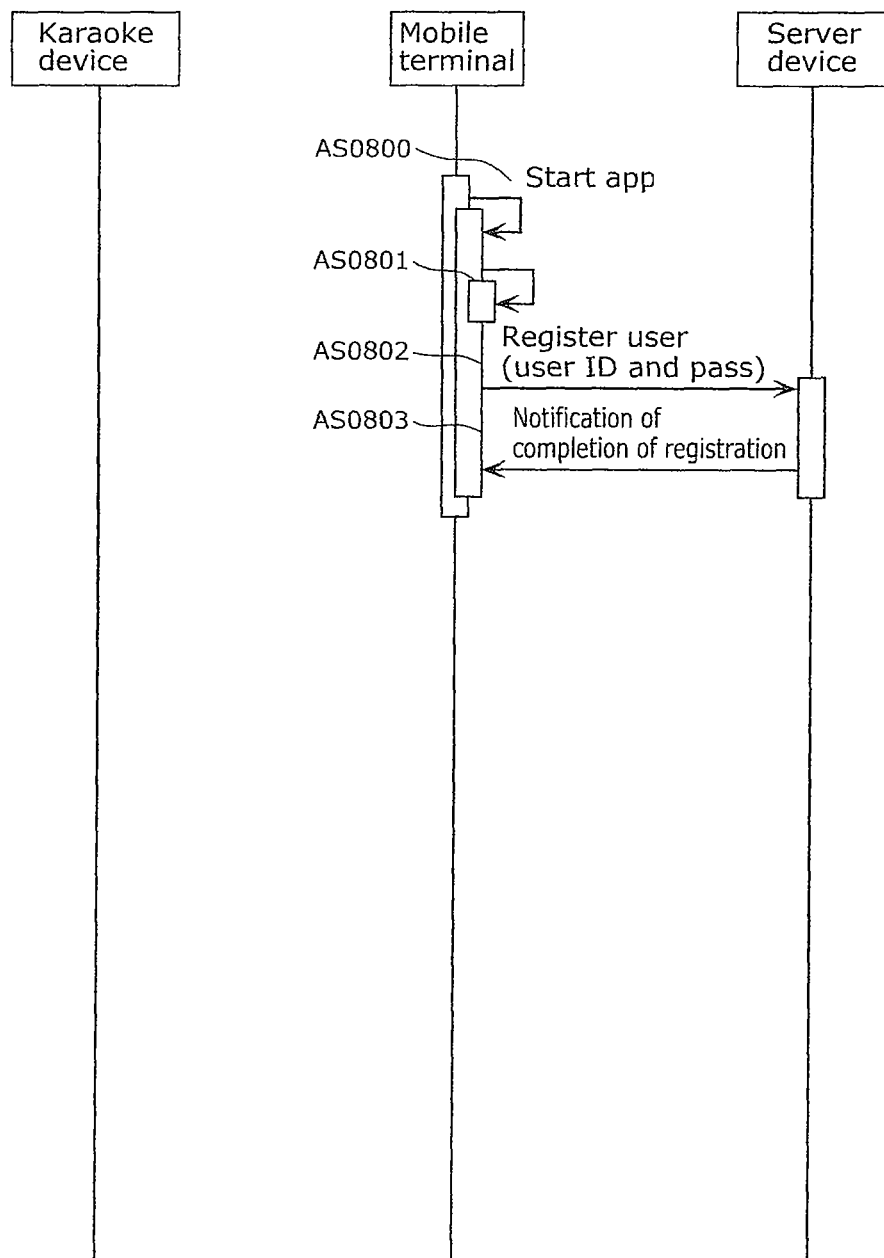 Karaoke
device
Mobile
terminal
Server
device
AS0800
Start app
AS0801
AS0802
Register user
(user ID and pass)
AS0803
Notification of
completion of registration